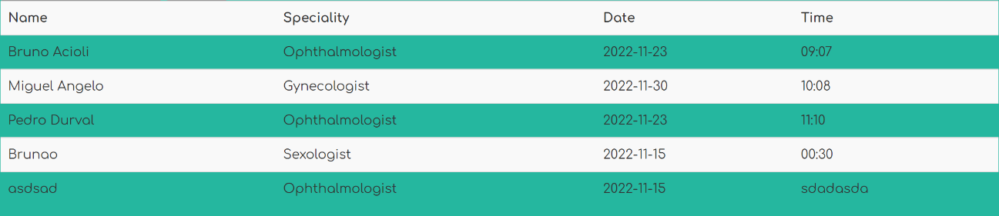 Name Speciality Date Time
Bruno Acioli Ophthalmologist 2022-11-23 09:07
Miguel Angelo Gynecologist 2022-11-30 10:08
Pedro Durval Ophthalmologist 2022-11-23 11:10
Brunao Sexologist 2022-11-15 00:30
asdsad Ophthalmologist 2022-11-15 sdadasda